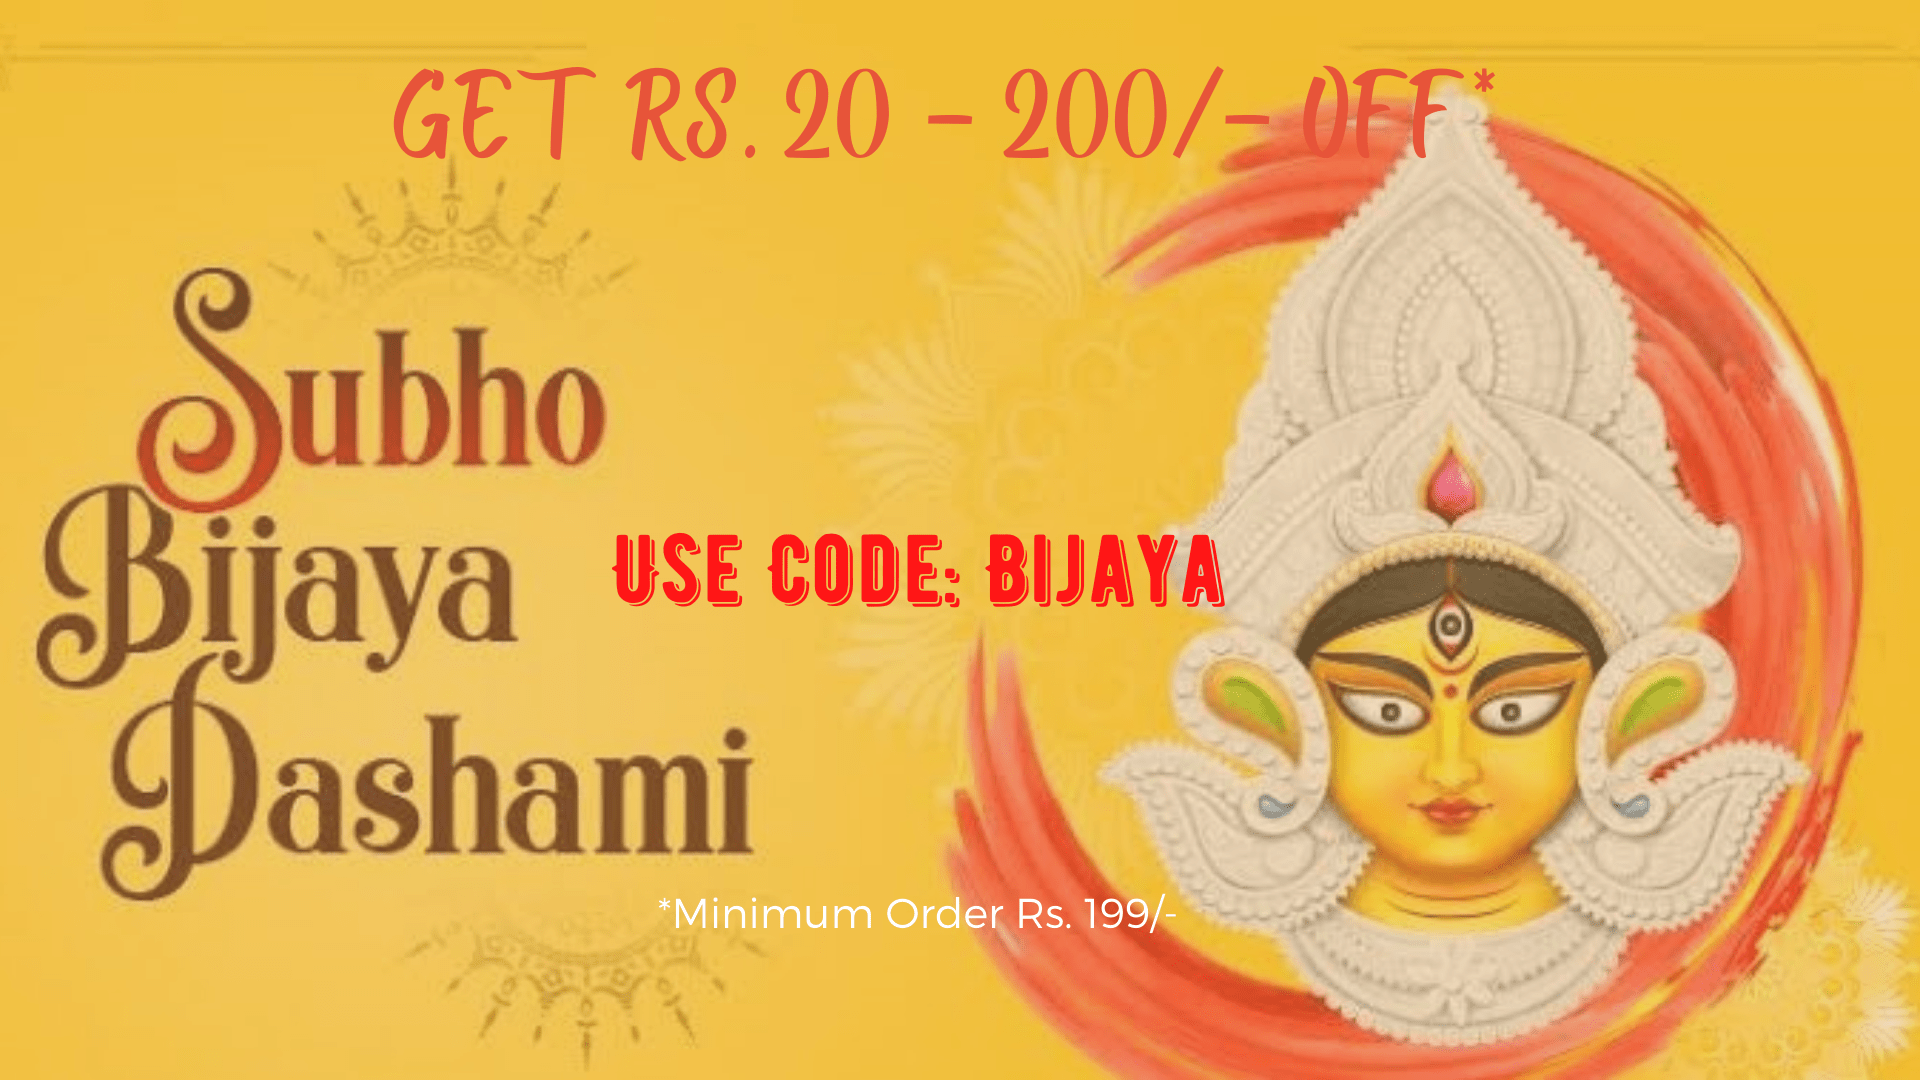 GET RS. 20 - 200/- OFF*
Subho
Bijaya
Dashami
USE CODE: BIJAYA
*Minimum Order Rs. 199/-